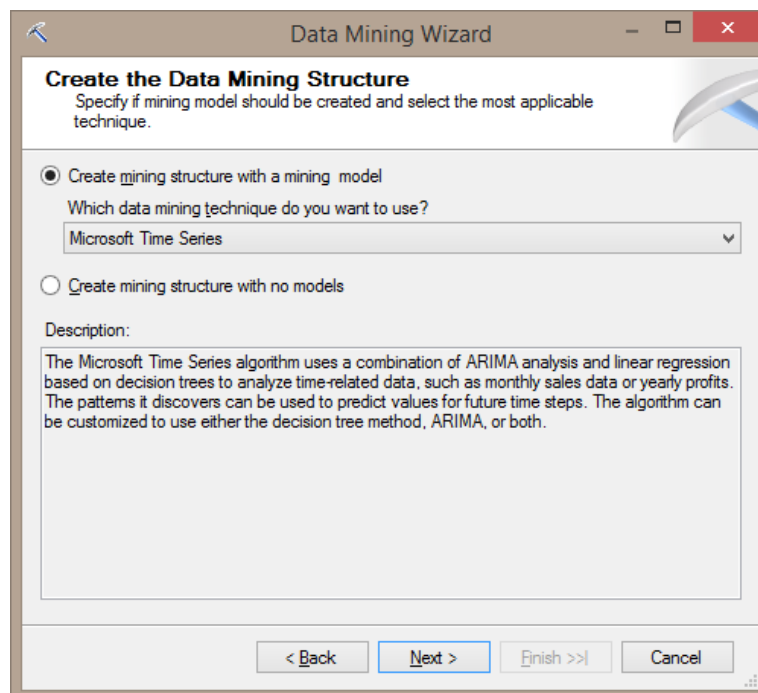 Data Mining Wizard
Create the Data Mining Structure
Specify if mining model should be created and select the most applicable
technique.
Create mining structure with a mining model
Which data mining technique do you want to use?
Microsoft Time Series
Create mining structure with no models
Description:
The Microsoft Time Series algorithm uses a combination of ARIMA analysis and linear regression
based on decision trees to analyze time-related data, such as monthly sales data or yearly profits.
The patterns it discovers can be used to predict values for future time steps. The algorithm can
be customized to use either the decision tree method, ARIMA, or both.
< Back Next > Finish >>| Cancel